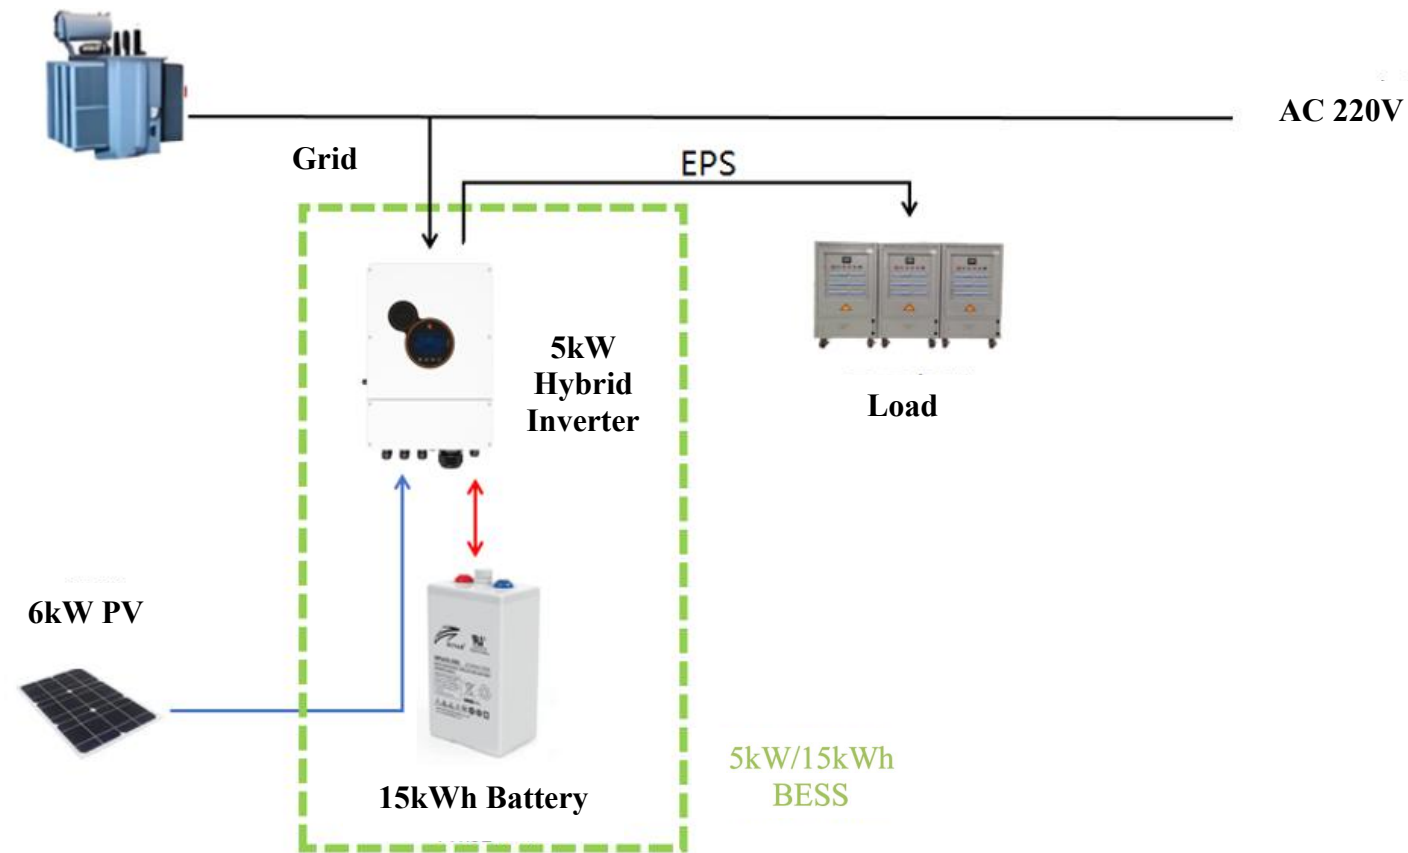 AC 220V
Grid
EPS
5kW
Hybrid
Inverter
Load
6kW PV
5kW/15kWh
BESS
15kWh Battery